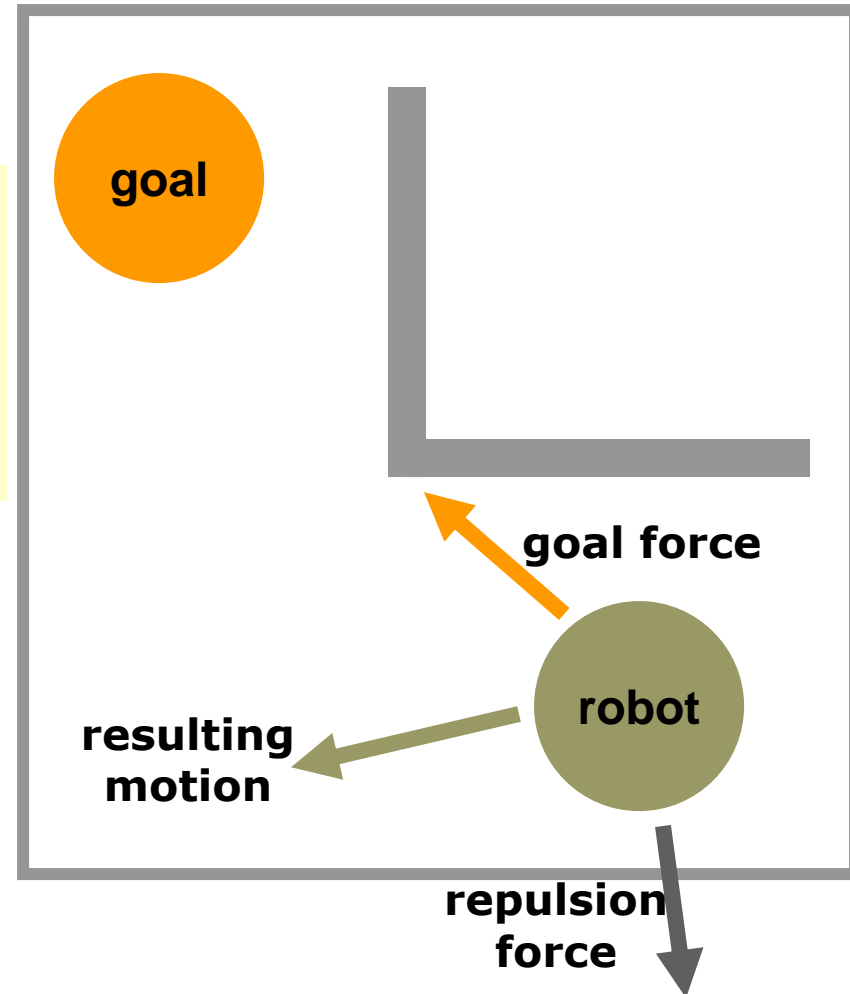 goal
goal force
robot
resulting
motion
repulsion
force